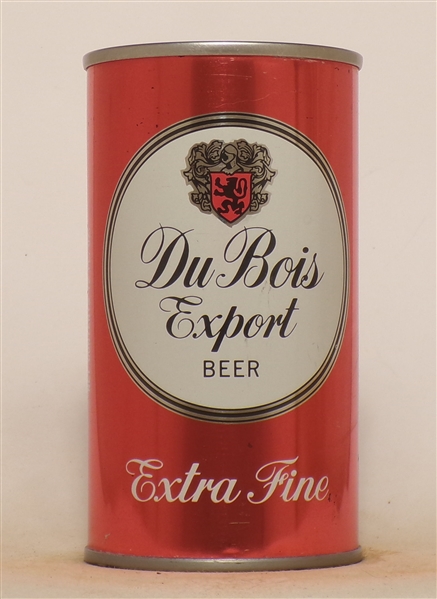 Du Bois
Export
BEER
Extra Fine